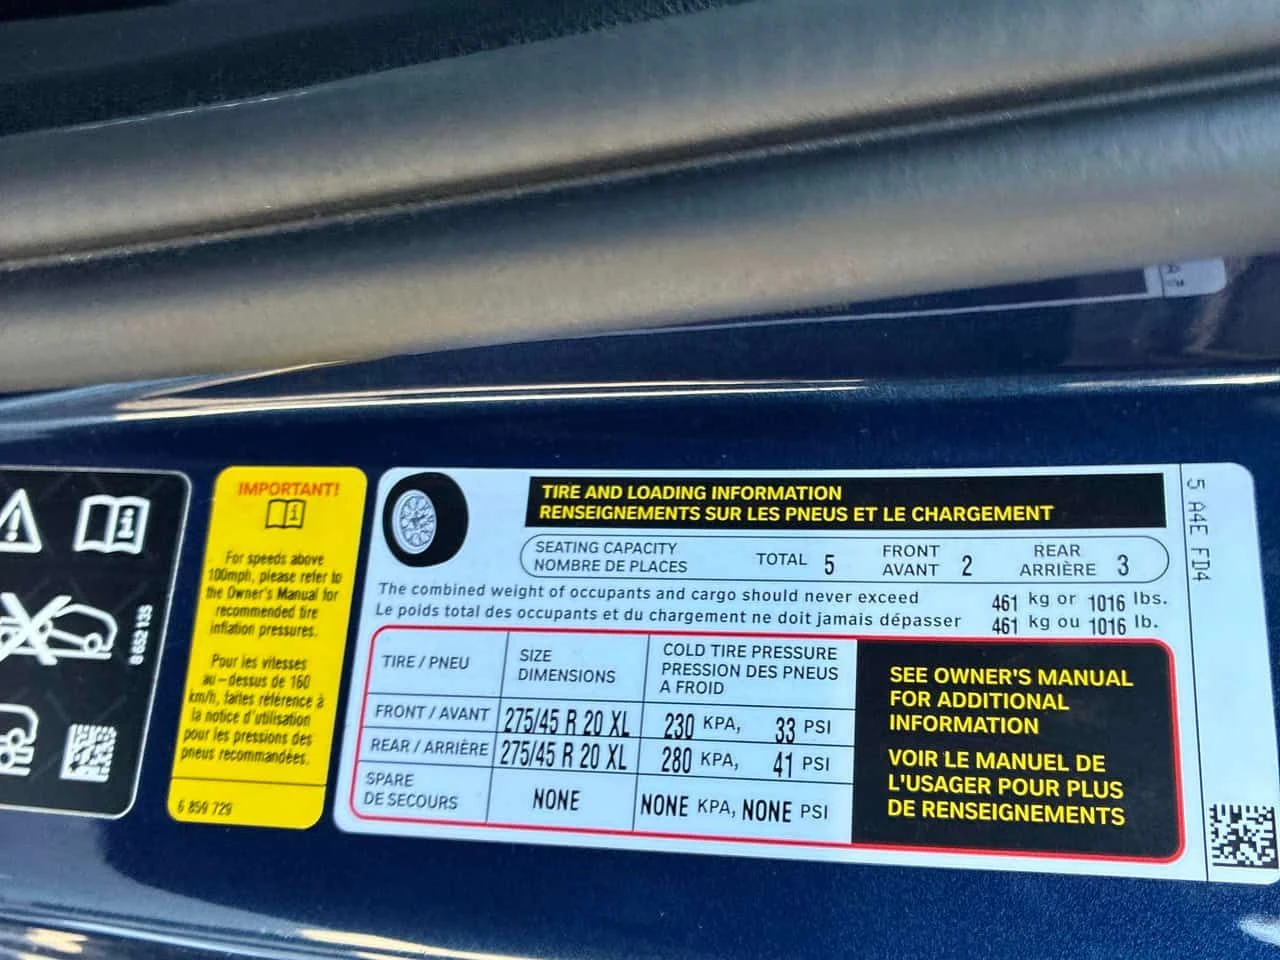 8 652 135
IMPORTANT!
For speeds above
100mph, please refer to
the Owner's Manual for
recommended tire
inflation pressures.
Pour les vitesses
au-dessus de 160
km/h, faites référence à
la notice d'utilisation
pour les pressions des
pneus recommandées.
6 859 729
TIRE AND LOADING INFORMATION
RENSEIGNEMENTS SUR LES PNEUS ET LE CHARGEMENT
SEATING CAPACITY
NOMBRE DE PLACES
TOTAL 5
FRONT
AVANT 2
REAR
ARRIÈRE 3
The combined weight of occupants and cargo should never exceed 461 kg or 1016 lbs.
Le poids total des occupants et du chargement ne doit jamais dépasser 461 kg ou 1016 lb.
TIRE / PNEU
SIZE
DIMENSIONS
COLD TIRE PRESSURE
PRESSION DES PNEUS
A FROID
FRONT / AVANT 275/45 R 20 XL 230 KPA, 33 PSI
REAR / ARRIÈRE 275/45 R 20 XL 280 KPA, 41 PSI
SPARE
DE SECOURS NONE NONE KPA, NONE PSI
SEE OWNER'S MANUAL
FOR ADDITIONAL
INFORMATION
VOIR LE MANUEL DE
L'USAGER POUR PLUS
DE RENSEIGNEMENTS
5 A4E FD4